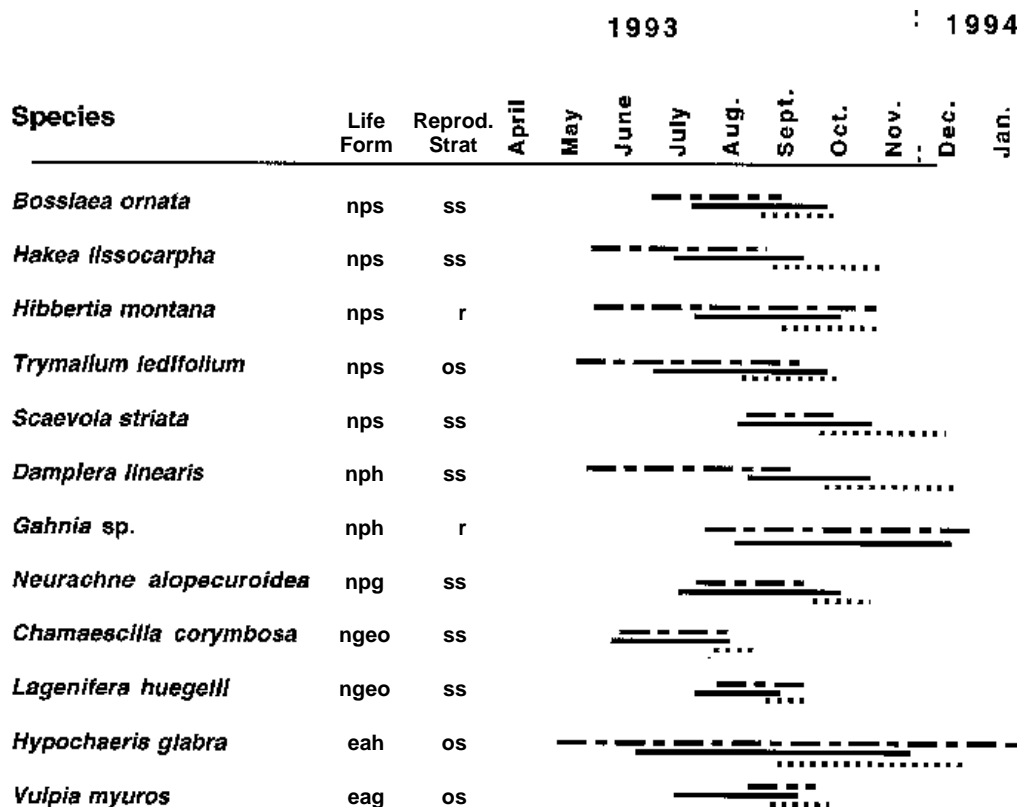 1993 1994
Species Life Form Reprod. Strat April May June July Aug. Sept. Oct. Nov. Dec. Jan.
Bosslaea ornata nps ss
Hakea lissocarpha nps ss
Hibbertia montana nps r
Trymalium ledifolium nps os
Scaevola striata nps ss
Damplera linearis nph ss
Gahnia sp. nph r
Neurachne alopecuroidea npg ss
Chamaescilla corymbosa ngeo ss
Lagenifera huegelii ngeo ss
Hypochaeris glabra eah os
Vulpia myuros eag os